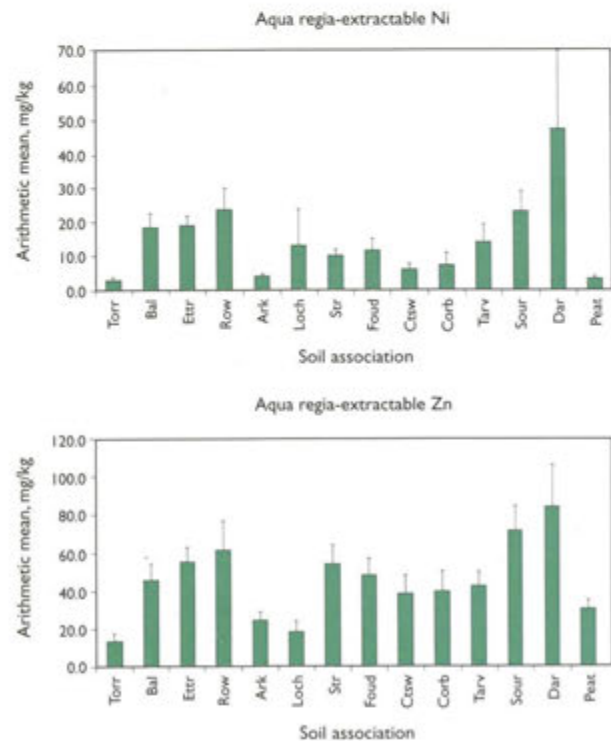 Aqua regia-extractable Ni
Arithmetic mean, mg/kg
70.0
60.0
50.0
40.0
30.0
20.0
10.0
0.0
Torr Bal Ettr Row Ark Loch Str Foud Ctsw Corb Tarv Sour Dar Peat
Soil association
Aqua regia-extractable Zn
Arithmetic mean, mg/kg
120.0
100.0
80.0
60.0
40.0
20.0
0.0
Torr Bal Ettr Row Ark Loch Str Foud Ctsw Corb Tarv Sour Dar Peat
Soil association